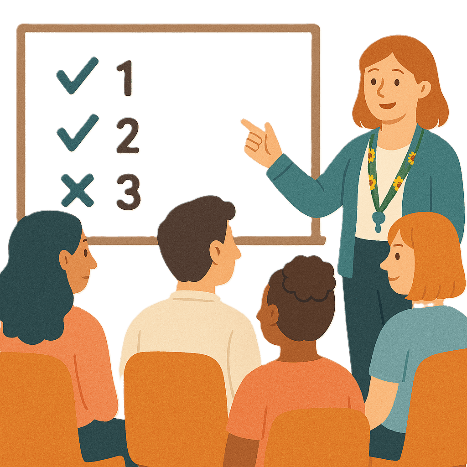 ✓ 1
✓ 2
✗ 3